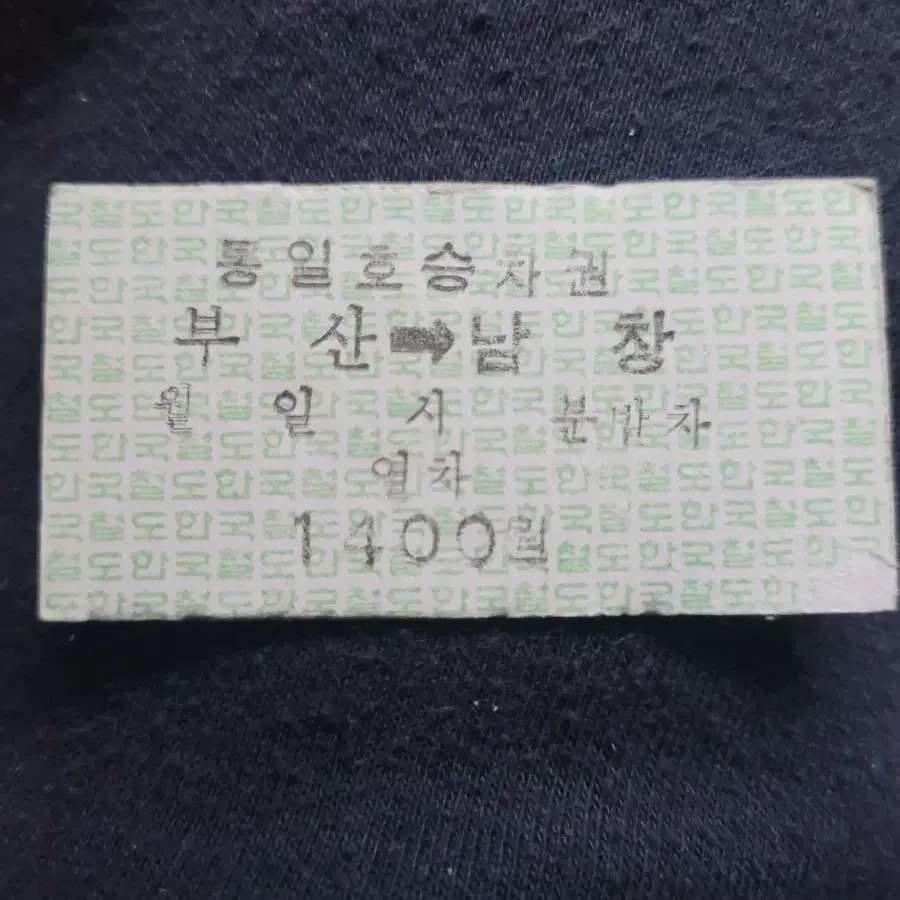 통일호승차권
부 산➡남 창
월 일 시 분발차
열차
1400원